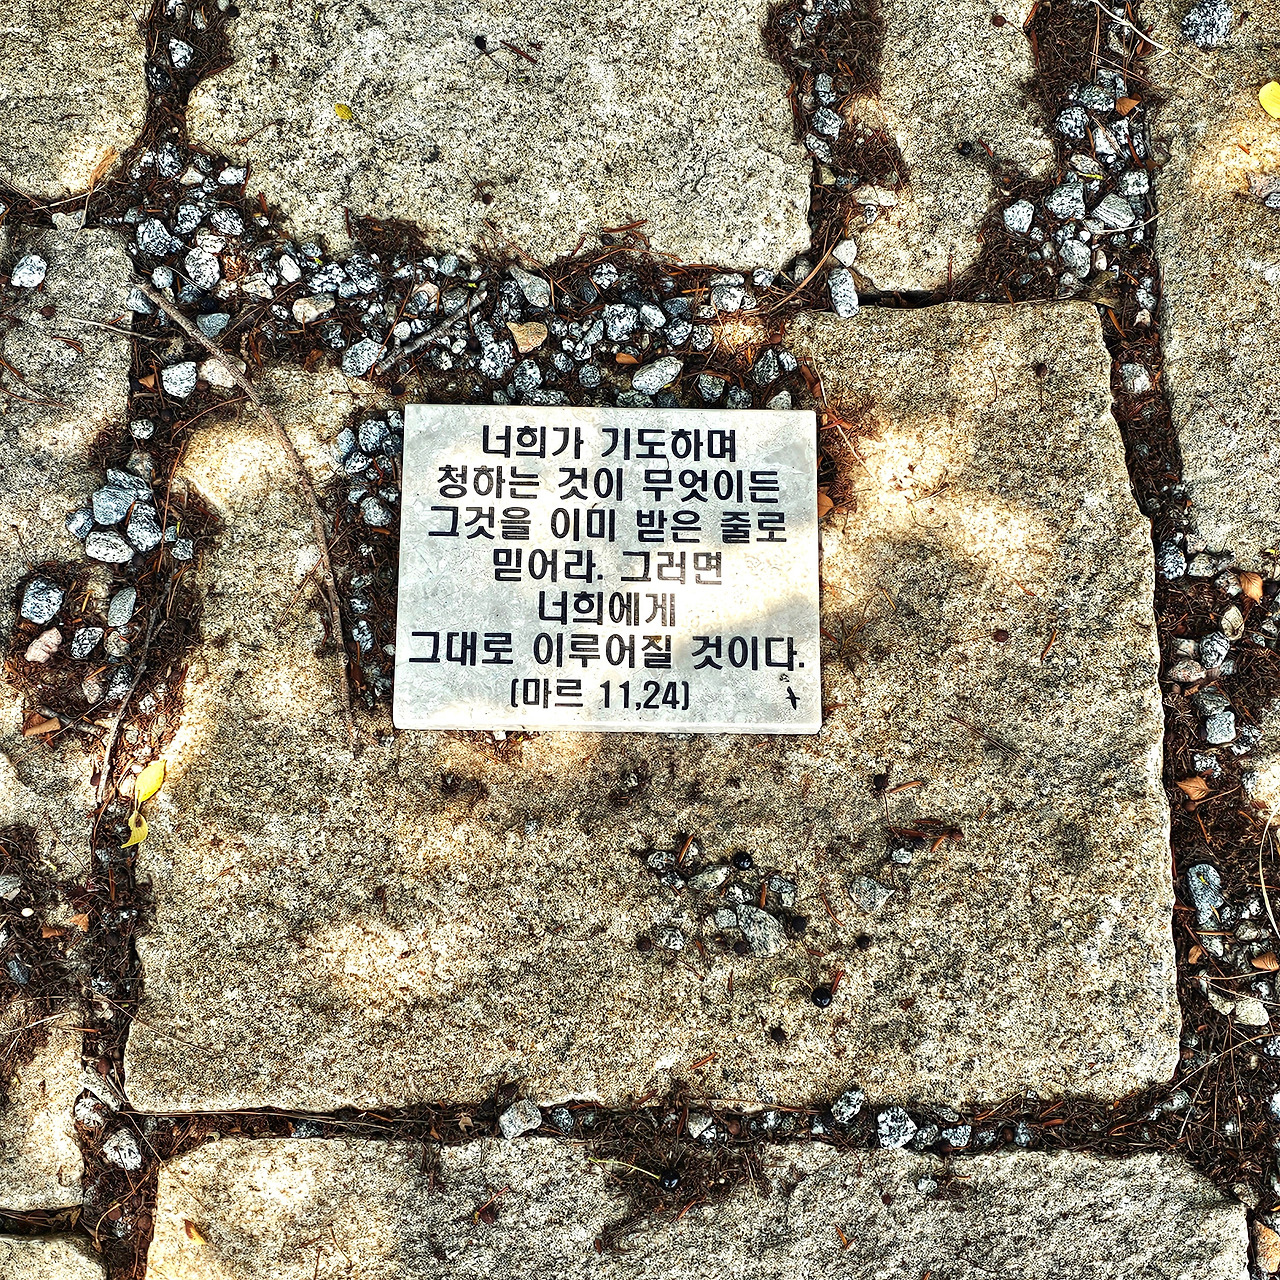 너희가 기도하며
청하는 것이 무엇이든
그것을 이미 받은 줄로
믿어라. 그러면
너희에게
그대로 이루어질 것이다.
(마르 11,24)